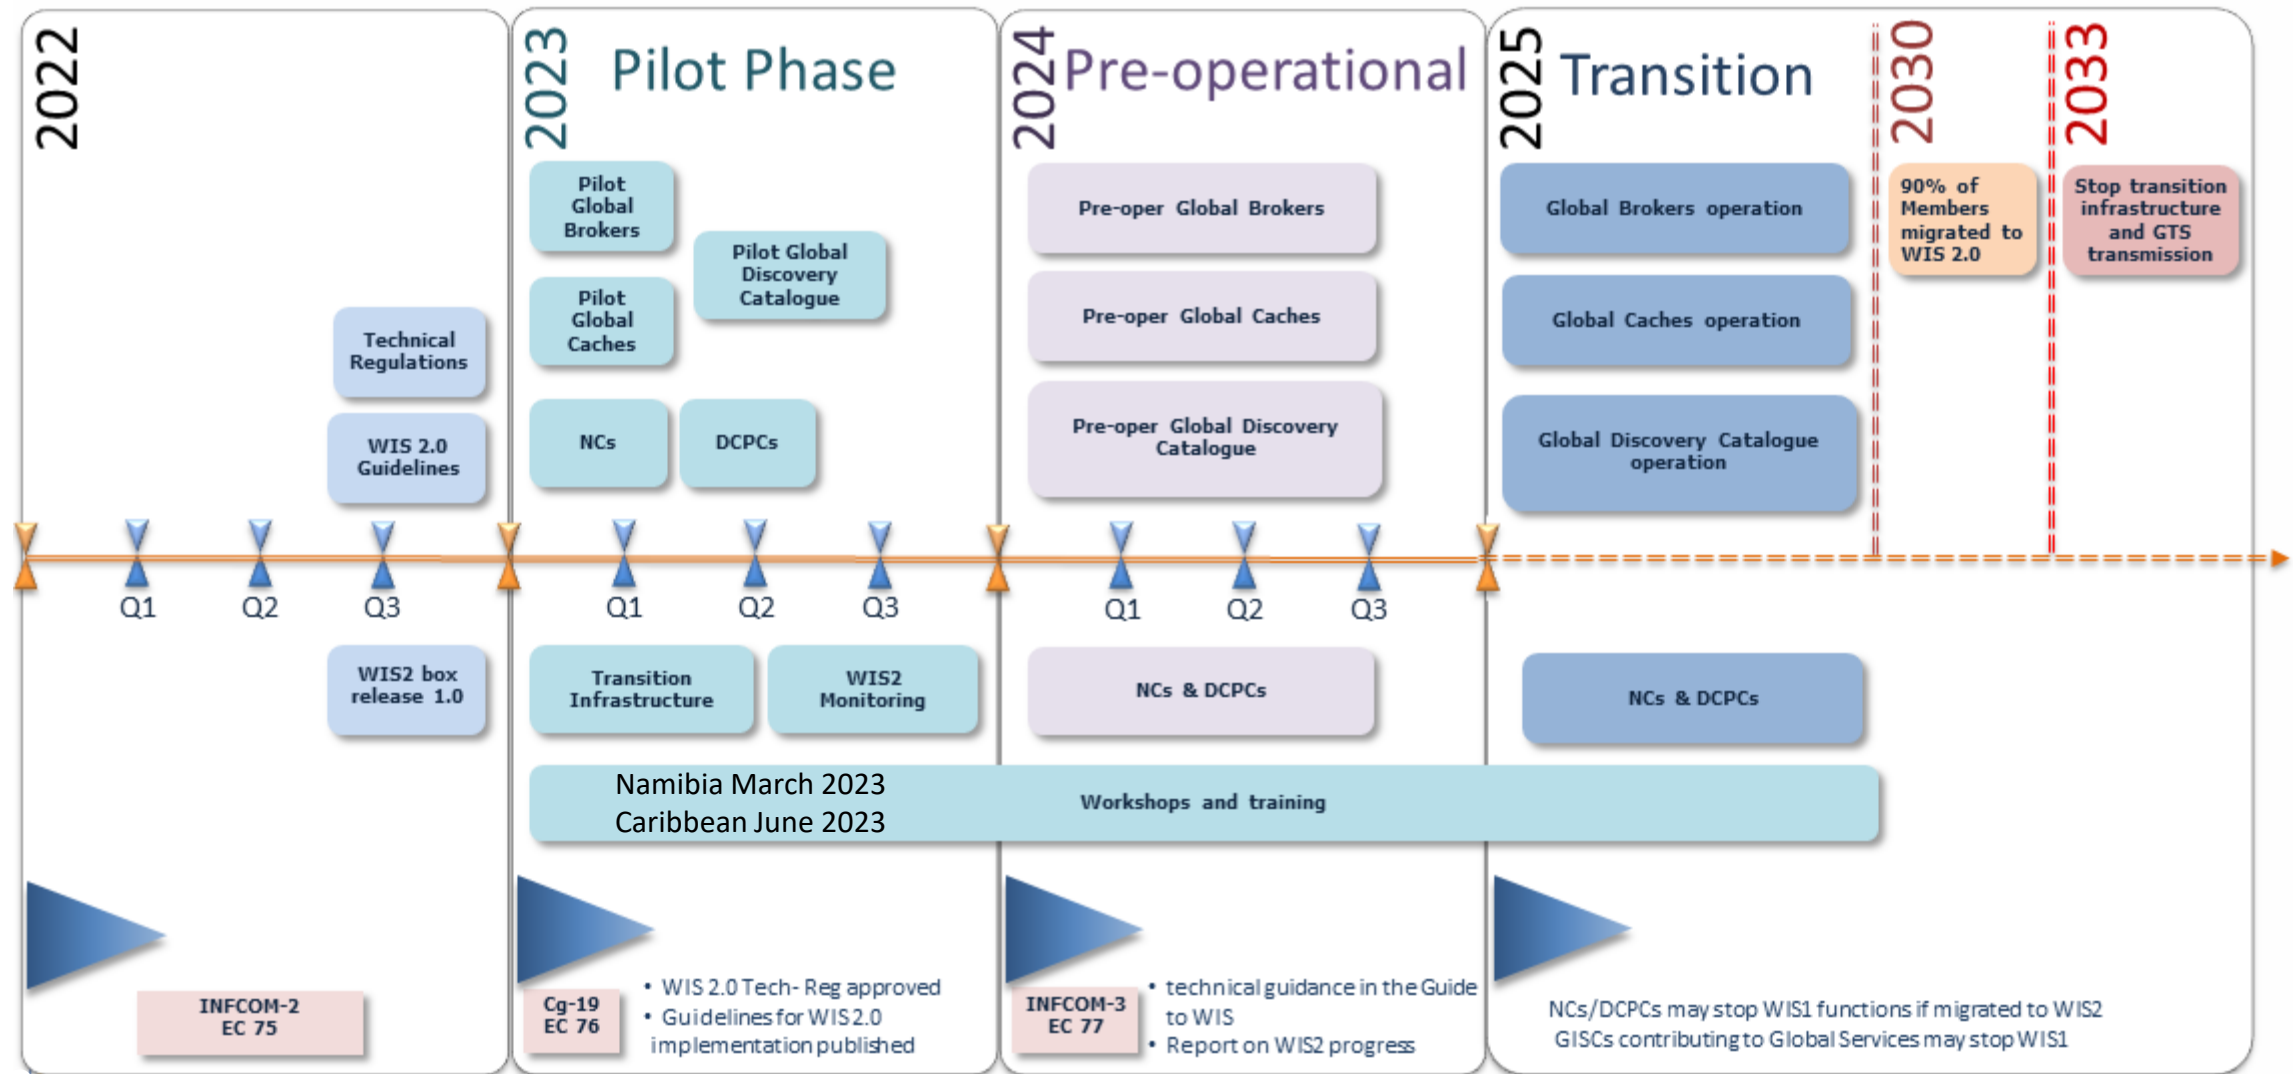 2022
Technical
Regulations
WIS 2.0
Guidelines
Q1
Q2
Q3
WIS2 box
release 1.0
INFCOM-2
EC 75
2023
Pilot Phase
Pilot
Global
Brokers
Pilot Global
Discovery
Catalogue
Pilot
Global
Caches
NCs
DCPCs
Q1
Q2
Q3
Transition
Infrastructure
WIS2
Monitoring
Namibia March 2023
Caribbean June 2023
Workshops and training
Cg-19
EC 76
• WIS 2.0 Tech- Reg approved
• Guidelines for WIS 2.0
implementation published
2024
Pre-operational
Pre-oper Global Brokers
Pre-oper Global Caches
Pre-oper Global Discovery
Catalogue
Q1
Q2
Q3
NCs & DCPCs
INFCOM-3
EC 77
• technical guidance in the Guide
to WIS
• Report on WIS2 progress
2025
Transition
Global Brokers operation
Global Caches operation
Global Discovery Catalogue
operation
NCs & DCPCs
NCs/DCPCs may stop WIS1 functions if migrated to WIS2
GISCs contributing to Global Services may stop WIS1
2030
90% of
Members
migrated to
WIS 2.0
2033
Stop transition
infrastructure
and GTS
transmission